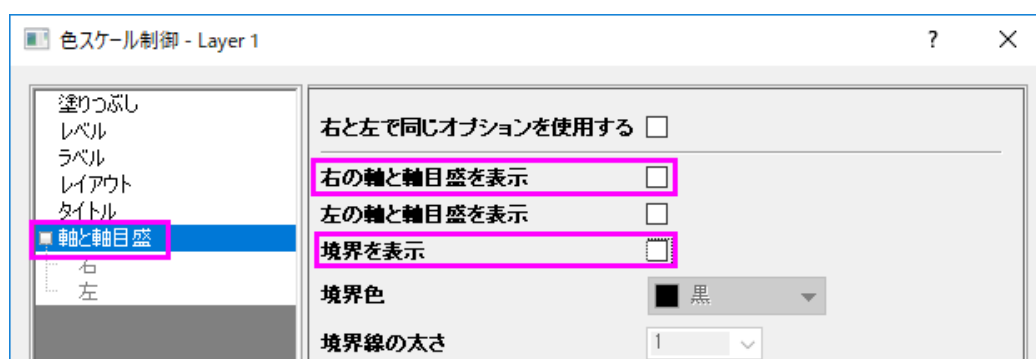 色スケール制御 - Layer 1 ? ×
塗りつぶし
レベル
ラベル
レイアウト
タイトル
軸と軸目盛
右
左
右と左で同じオプションを使用する
右の軸と軸目盛を表示
左の軸と軸目盛を表示
境界を表示
境界色 黒
境界線の太さ 1